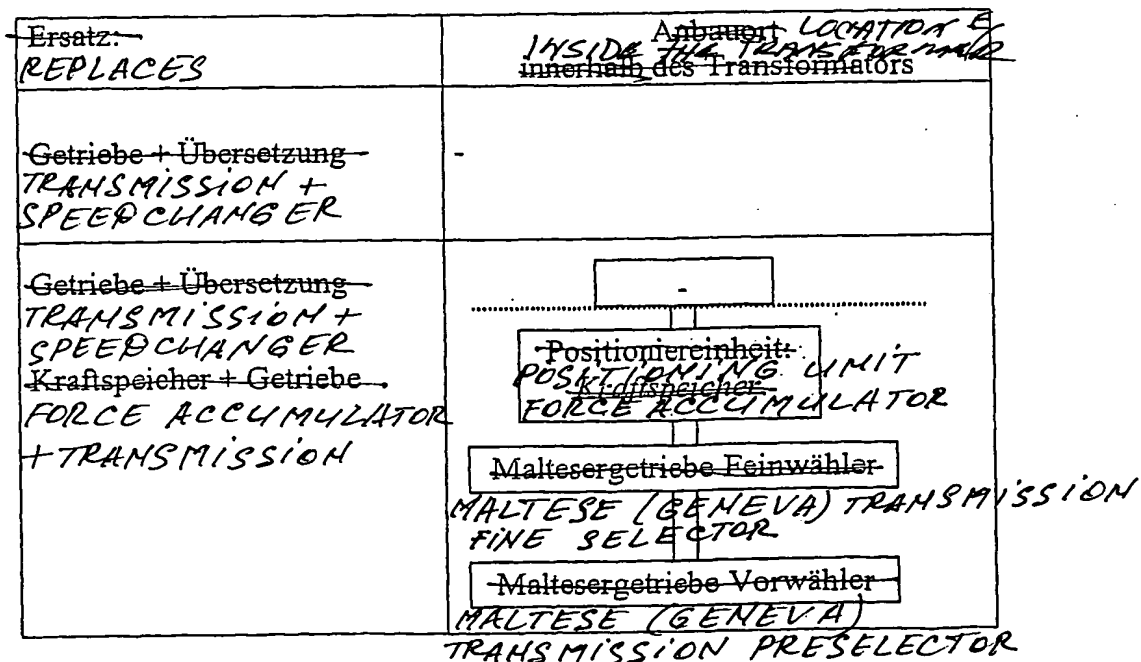 Ersatz:
REPLACES
Anbauort LOCATION E
INSIDE THE TRANSFORMER
innerhalb des Transformators
Getriebe + Übersetzung
TRANSMISSION +
SPEEDCHANGER
-
Getriebe + Übersetzung
TRANSMISSION +
SPEEDCHANGER
Kraftspeicher + Getriebe
FORCE ACCUMULATOR
+ TRANSMISSION
-
Positioniereinheit:
POSITIONING UNIT
Kraftspeicher
FORCE ACCUMULATOR
Maltesergetriebe Feinwähler
MALTESE (GENEVA) TRANSMISSION
FINE SELECTOR
Maltesergetriebe Vorwähler
MALTESE (GENEVA)
TRANSMISSION PRESELECTOR